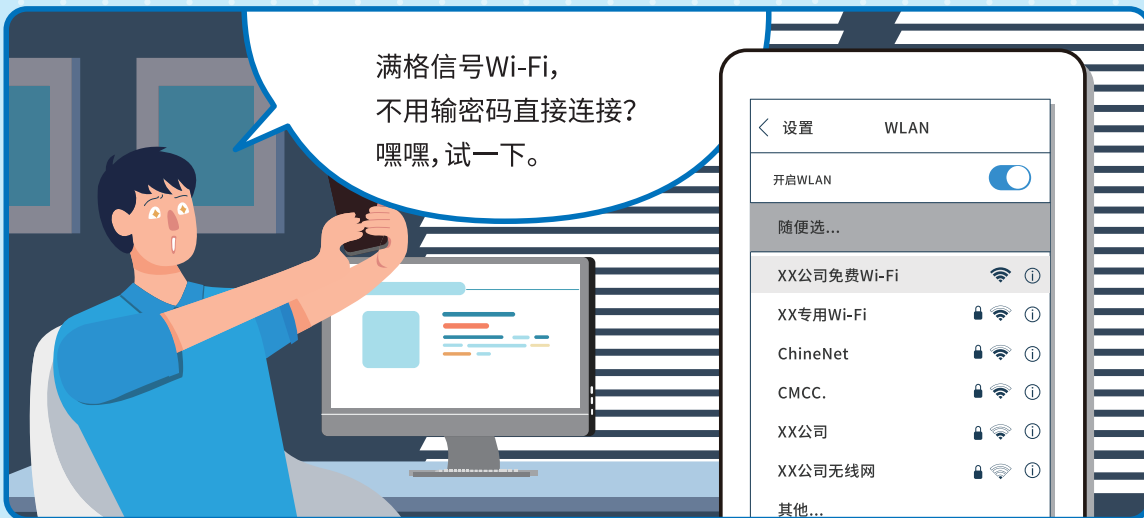 满格信号Wi-Fi，
不用输密码直接连接？
嘿嘿，试一下。
设置 WLAN
开启WLAN
随便选...
XX公司免费Wi-Fi
XX专用Wi-Fi
ChineNet
CMCC.
XX公司
XX公司无线网
其他...